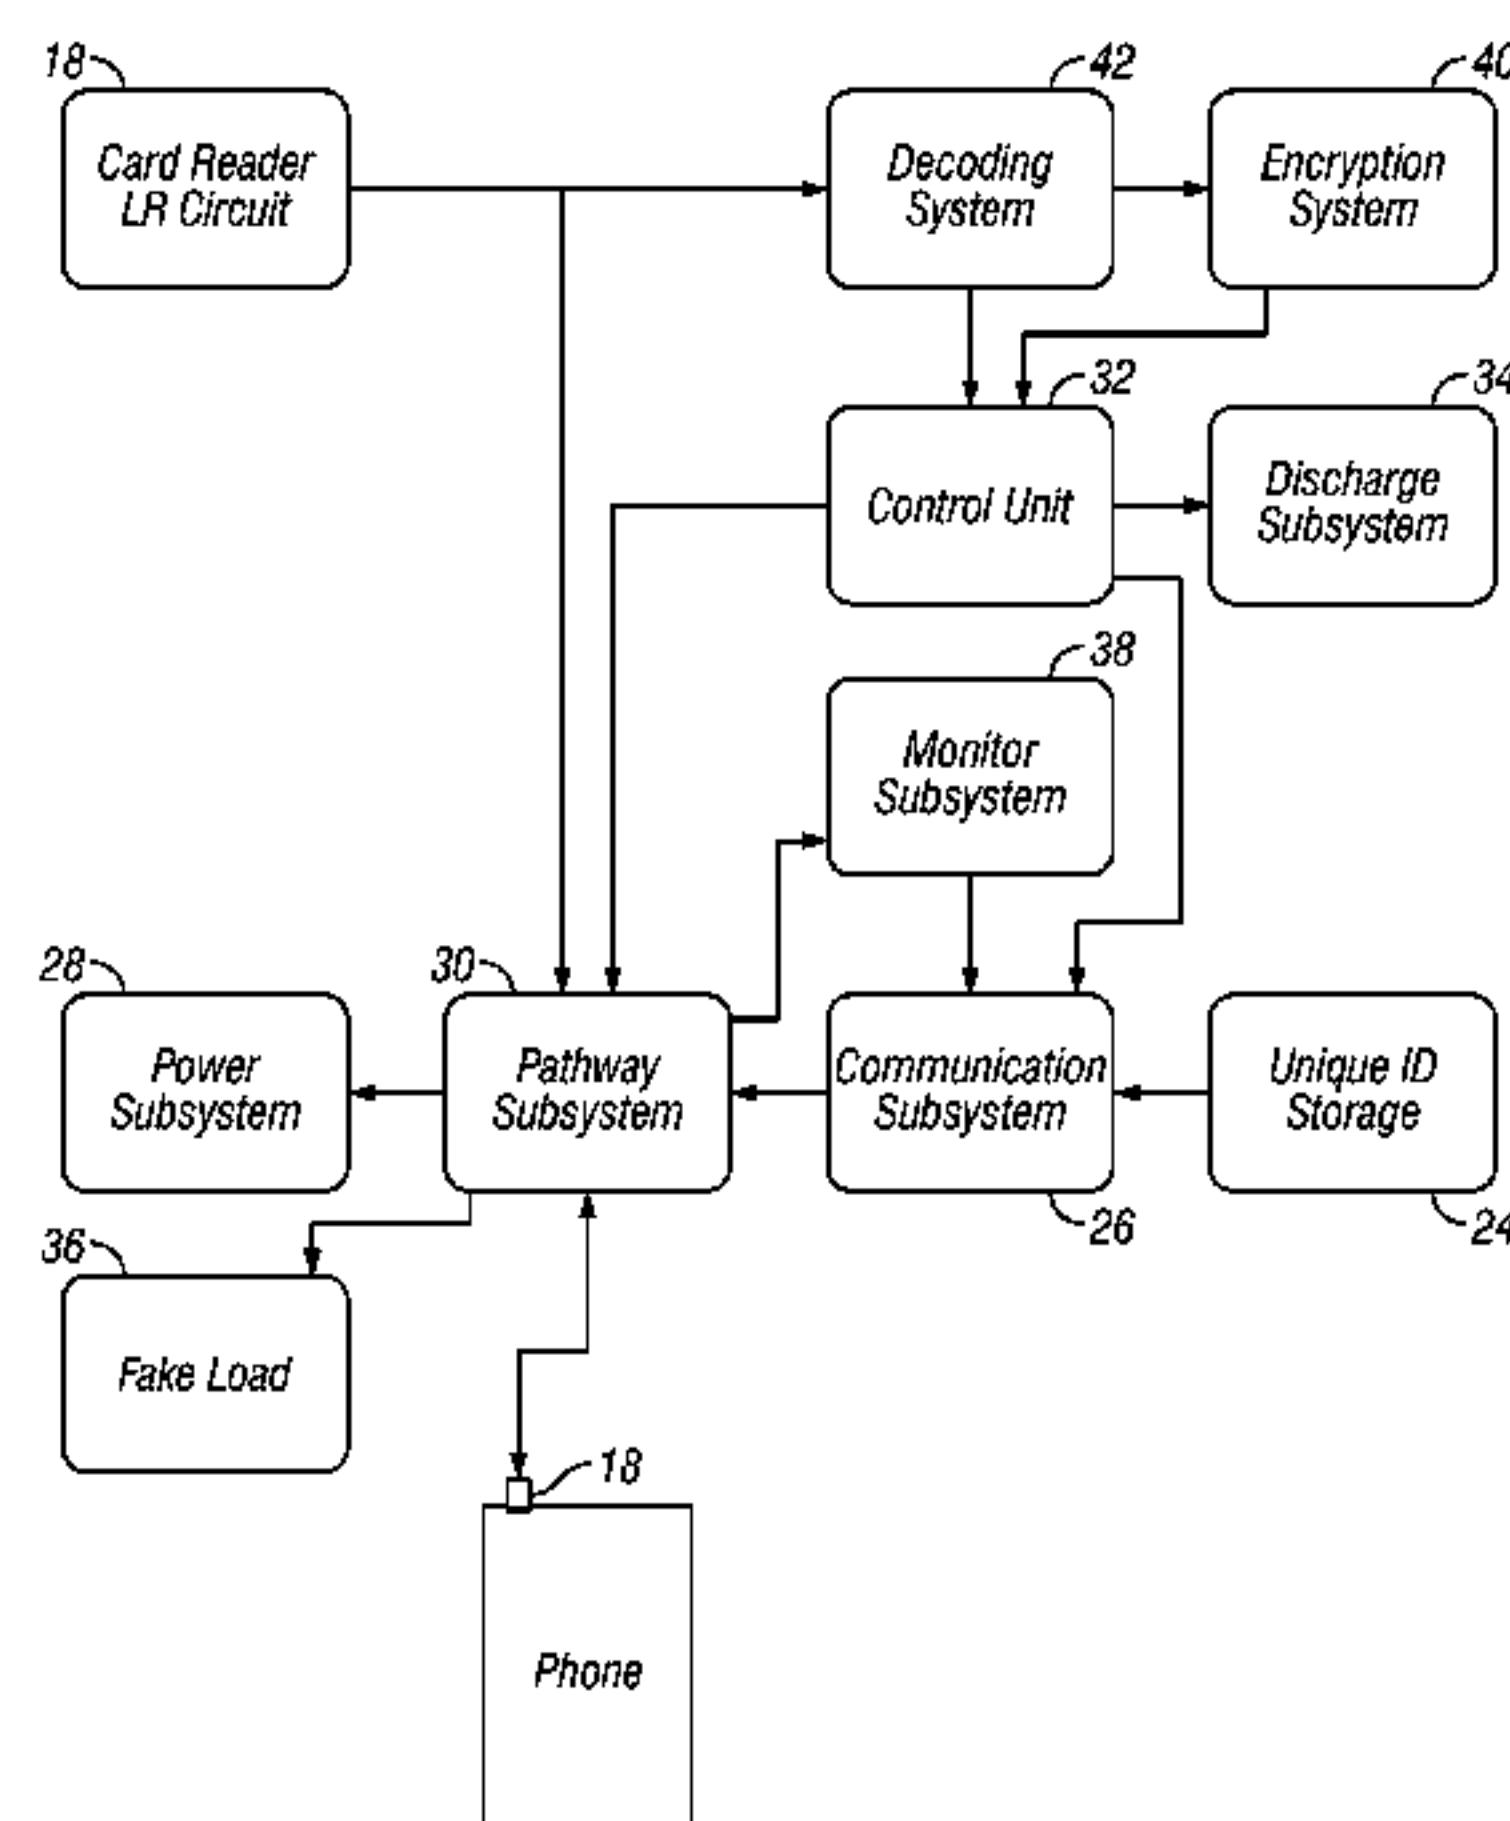 18
42
40
Card Reader
LR Circuit
Decoding
System
Encryption
System
32
34
Control Unit
Discharge
Subsystem
38
Monitor
Subsystem
28
30
Power
Subsystem
Pathway
Subsystem
Communication
Subsystem
Unique ID
Storage
36
26
24
Fake Load
18
Phone